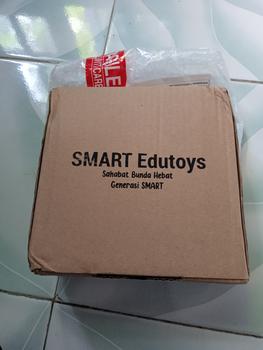 SMART Edutoys
Sahabat Bunda Hebat
Generasi SMART